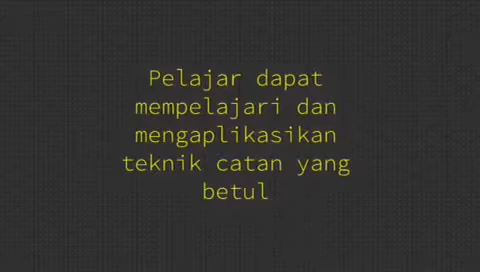 Pelajar dapat
mempelajari dan
mengaplikasikan
teknik catan yang
betul